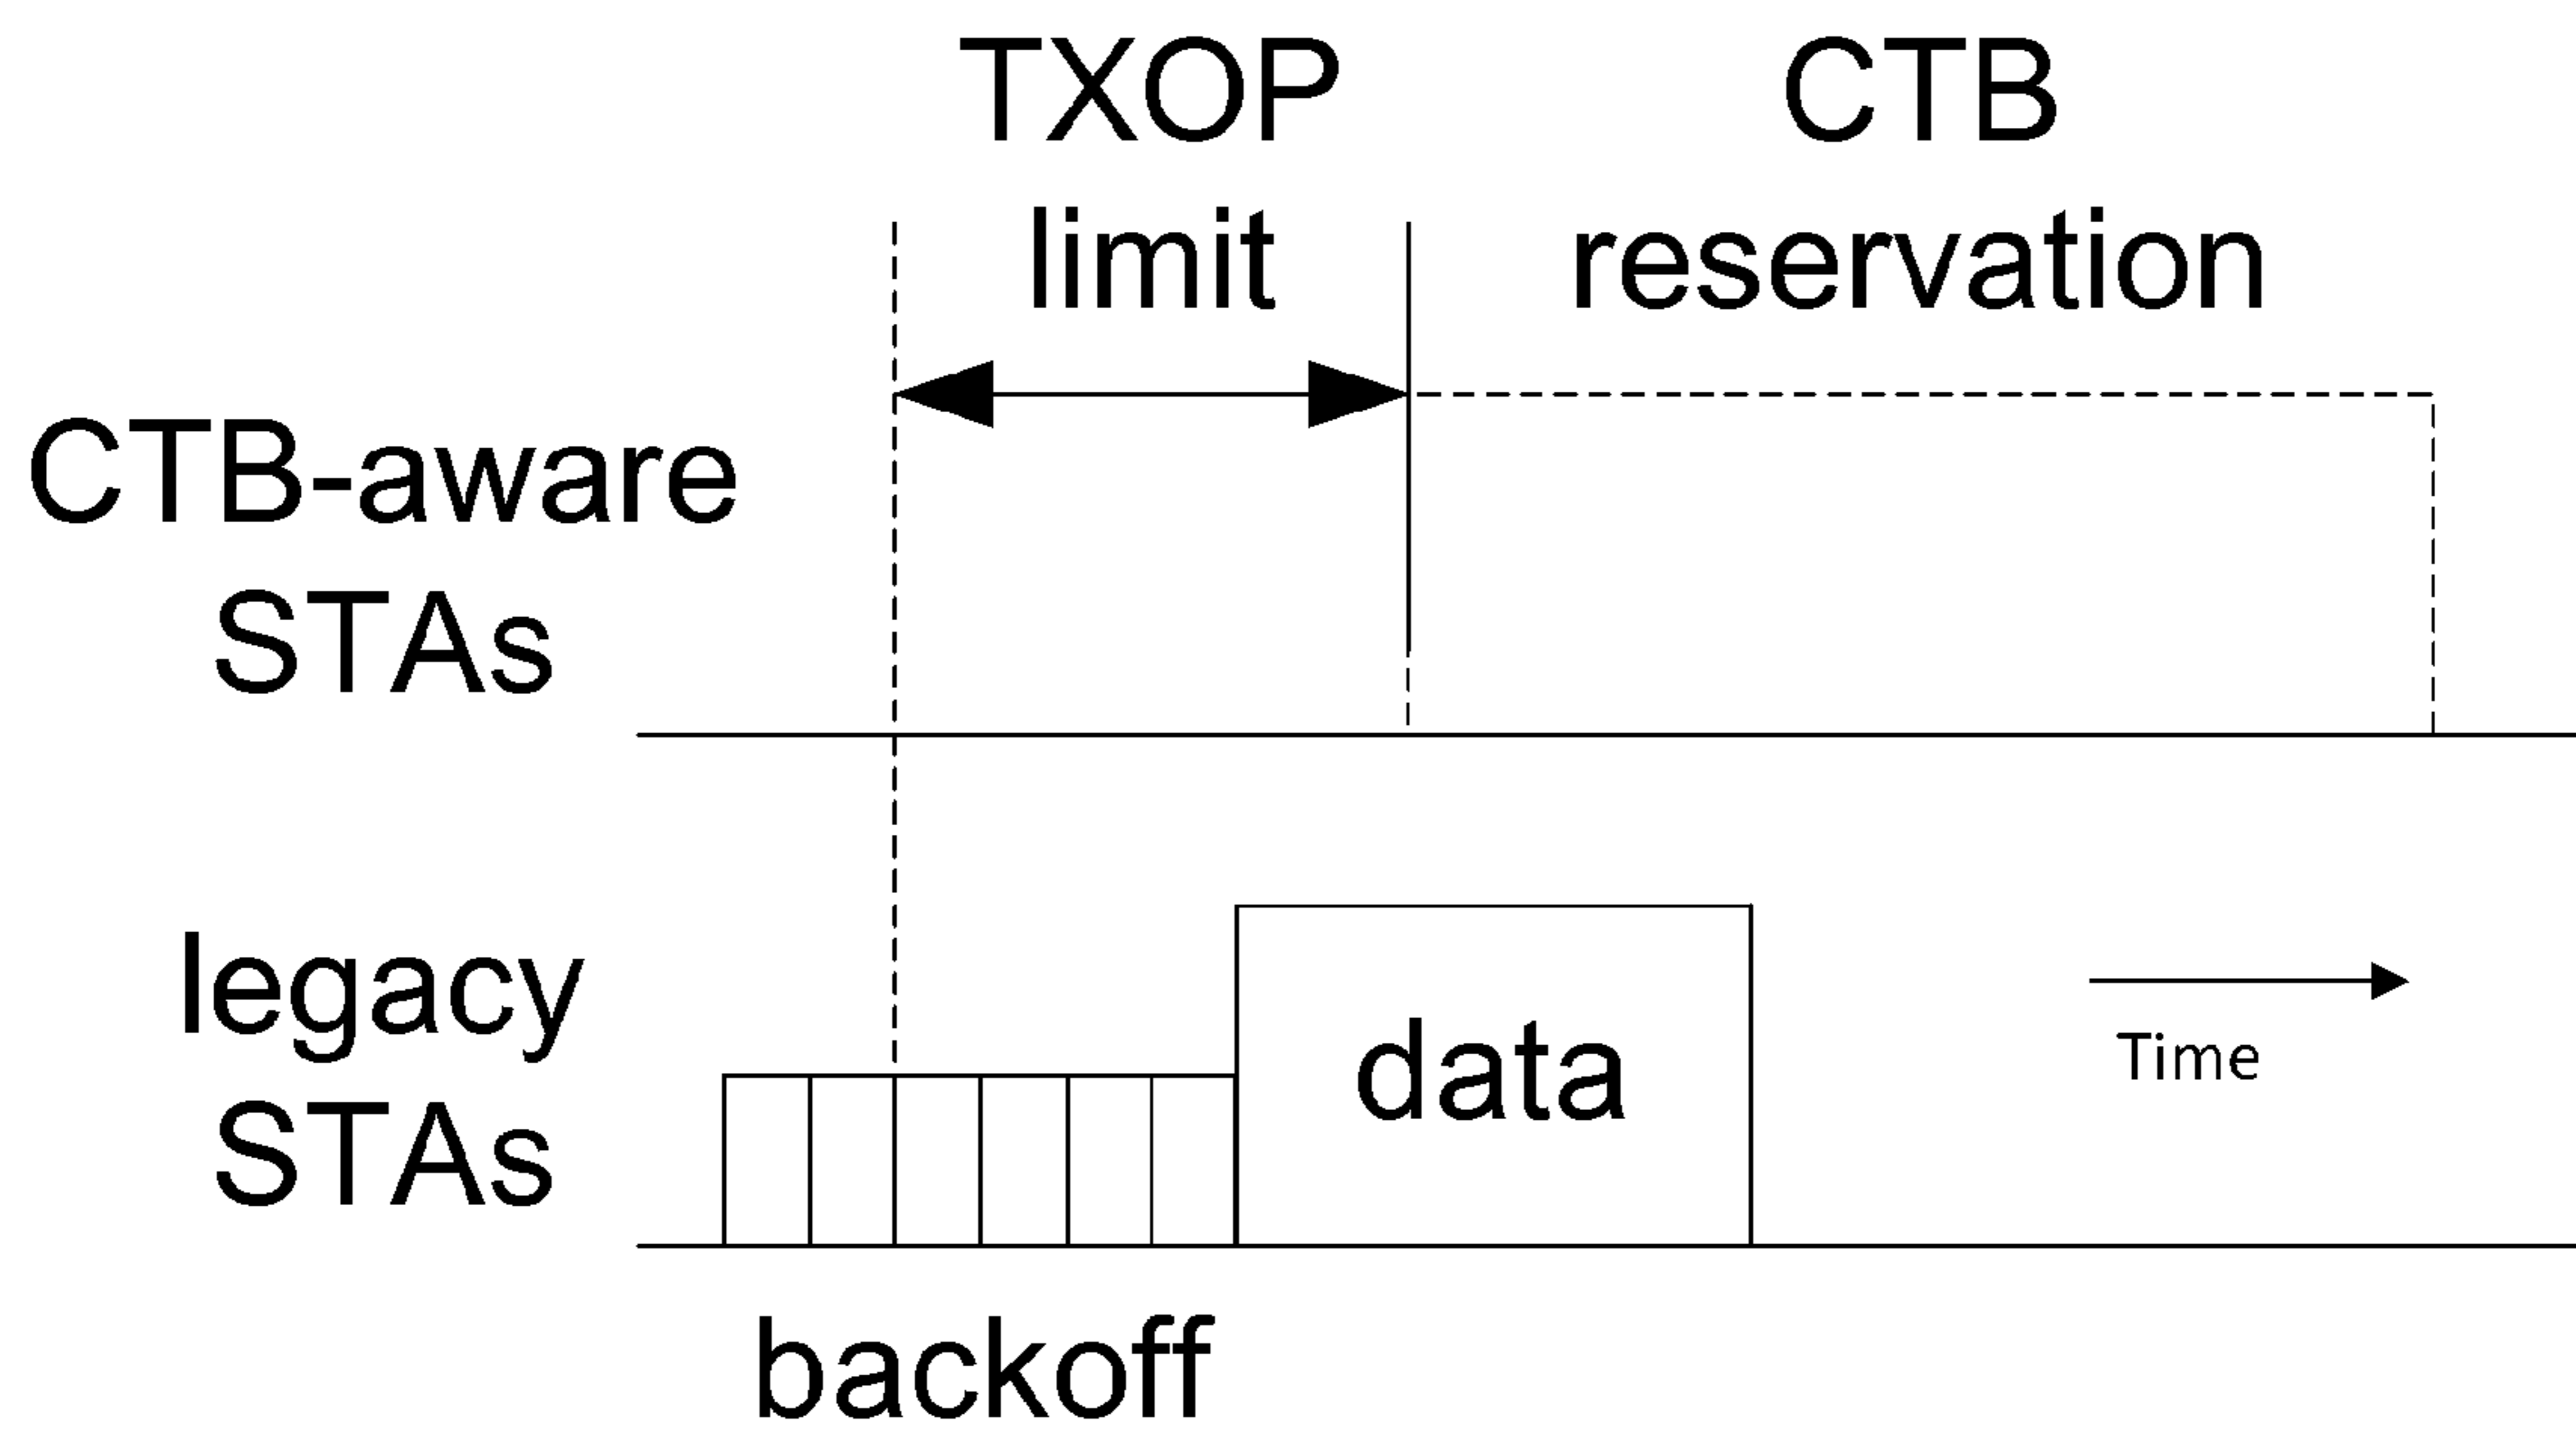 TXOP
limit
CTB
reservation
CTB-aware
STAs
legacy
STAs
data
Time
backoff